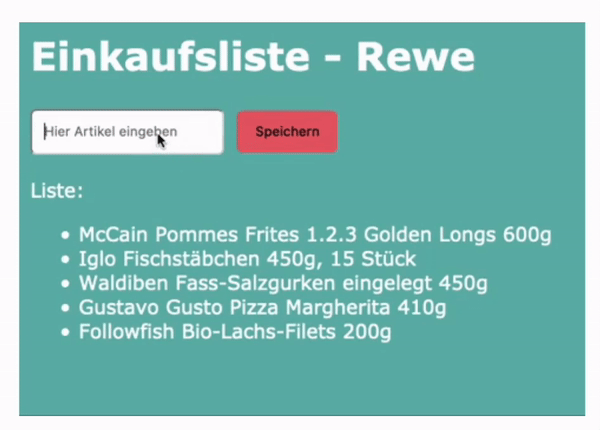 Einkaufsliste - Rewe
Hier Artikel eingeben
Speichern
Liste:
McCain Pommes Frites 1.2.3 Golden Longs 600g
Iglo Fischstäbchen 450g, 15 Stück
Waldiben Fass-Salzgurken eingelegt 450g
Gustavo Gusto Pizza Margherita 410g
Followfish Bio-Lachs-Filets 200g